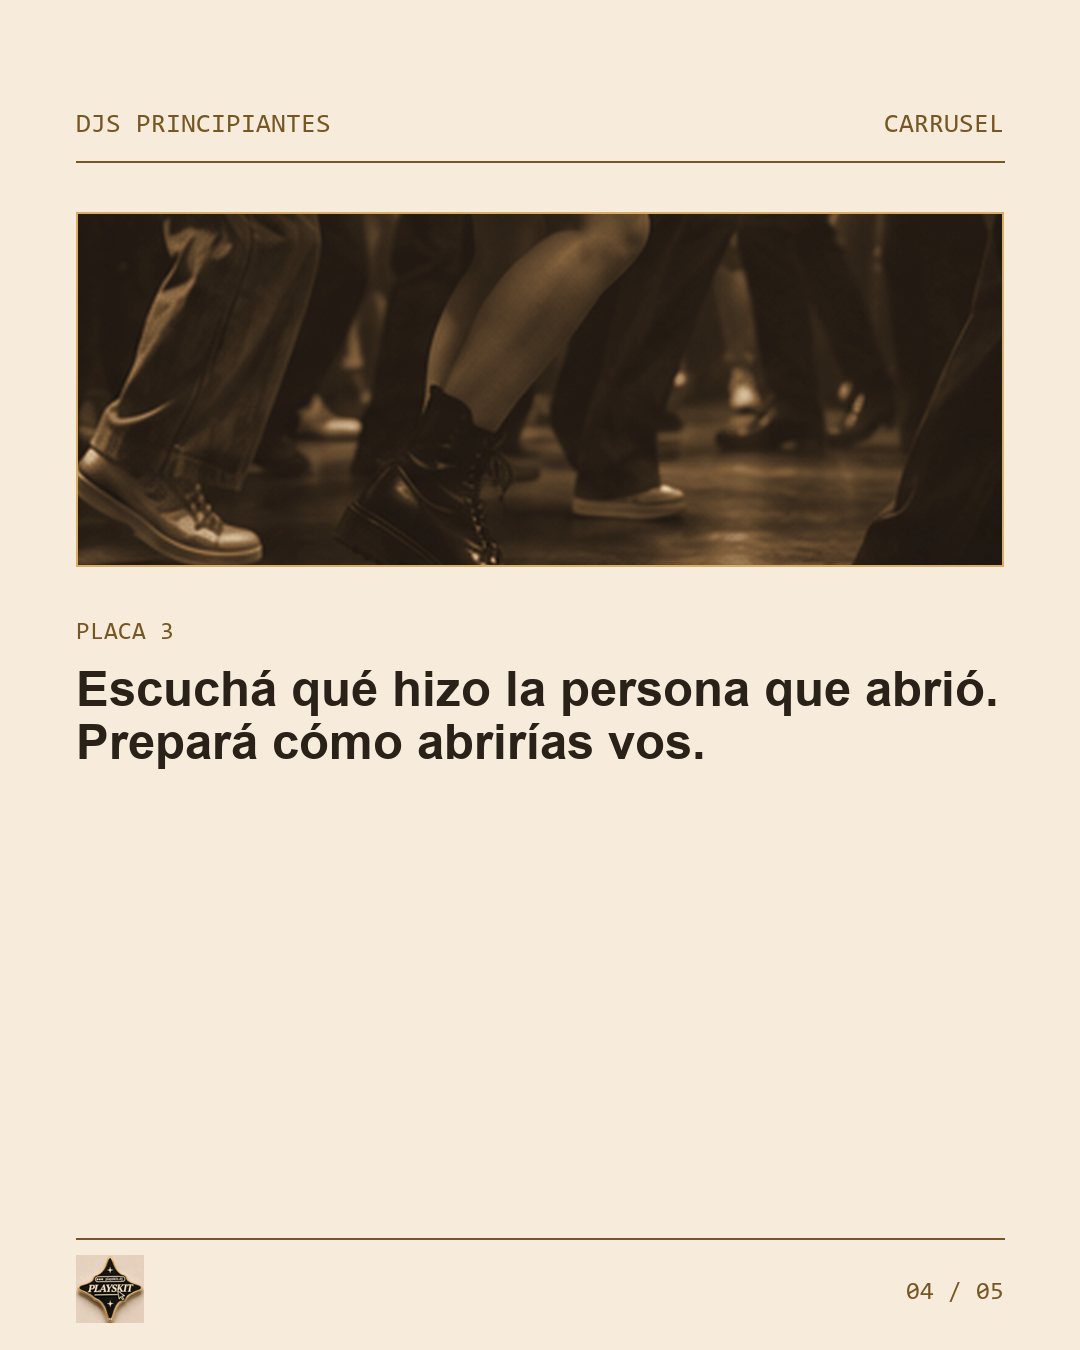 DJS PRINCIPIANTES
CARRUSEL
PLACA 3
Escuchá qué hizo la persona que abrió.
Prepará cómo abrirías vos.
PLAYSKIT
04 / 05